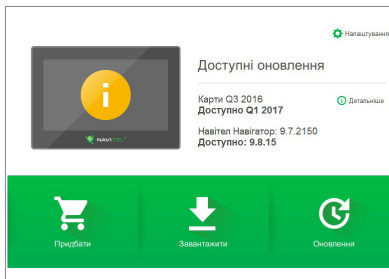 Налаштування
Доступні оновлення
Карти Q3 2016
Доступно Q1 2017
Детальніше
Навітел Навігатор: 9.7.2150
Доступно: 9.8.15
NAVITEL
Придбати
Завантажити
Оновлення